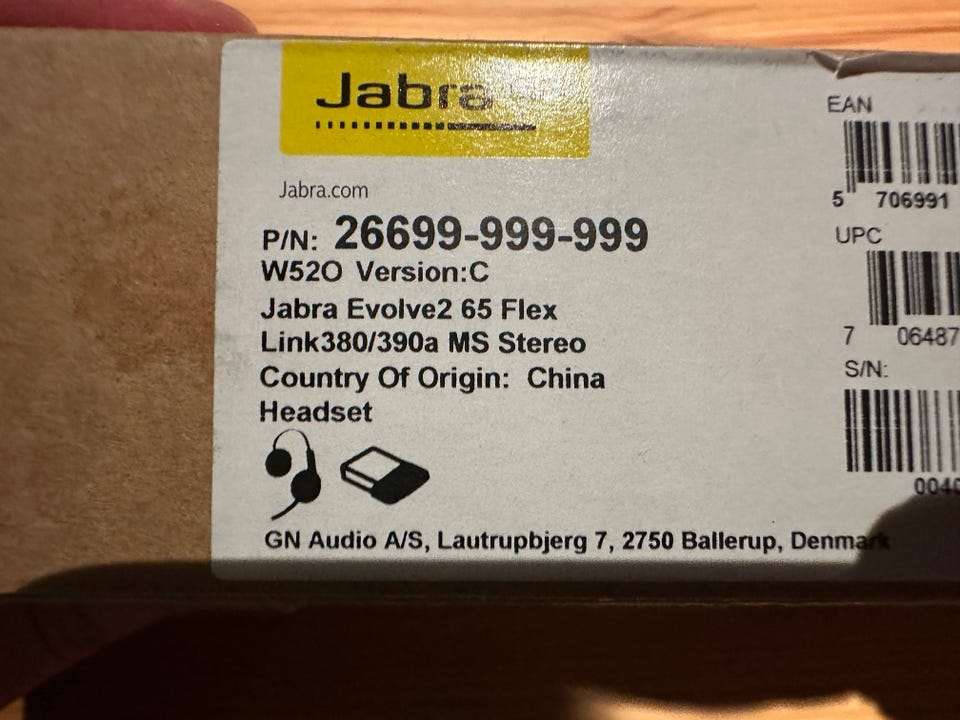 Jabra
Jabra.com
P/N: 26699-999-999
W52O Version:C
Jabra Evolve2 65 Flex
Link380/390a MS Stereo
Country Of Origin: China
Headset
GN Audio A/S, Lautrupbjerg 7, 2750 Ballerup, Denmark
EAN
5 706991
UPC
7 06487
S/N:
0040